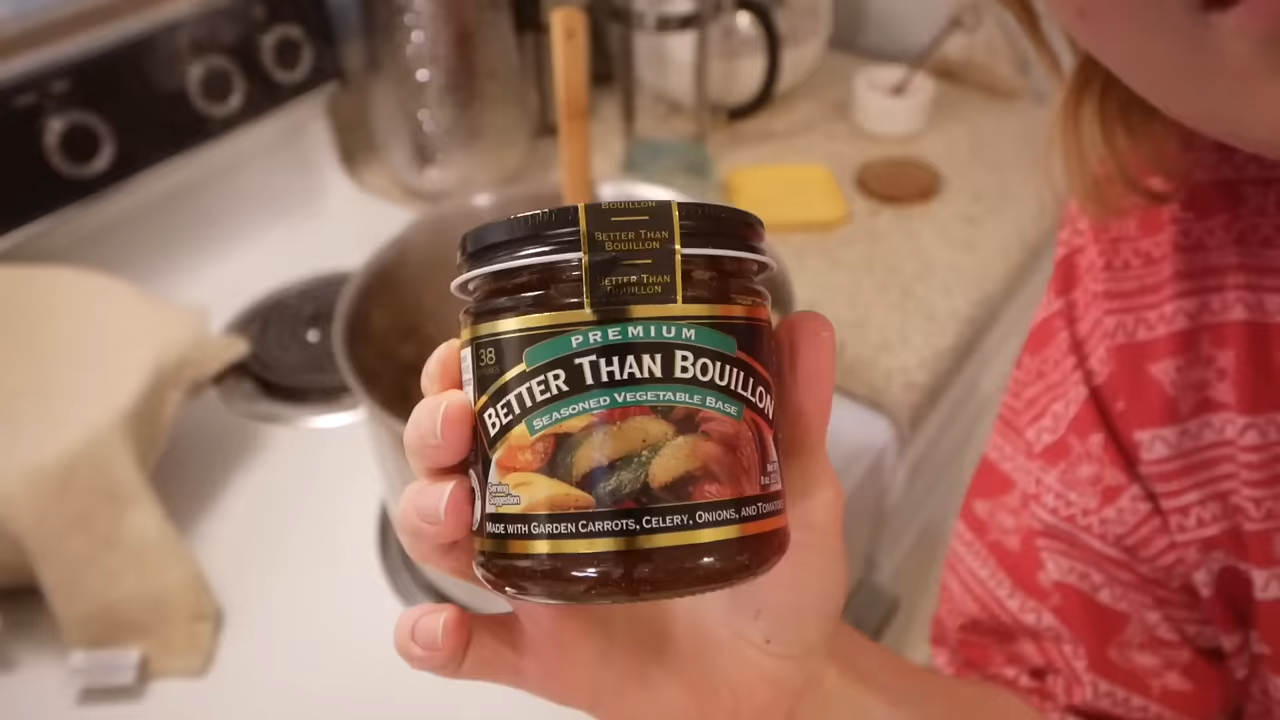 BOUILLON
BETTER THAN
BOUILLON
BETTER THAN
BOUILLON
PREMIUM
38
BETTER THAN BOUILLON
SEASONED VEGETABLE BASE
Serving
Suggestion
MADE WITH GARDEN CARROTS, CELERY, ONIONS, AND TOMATOES